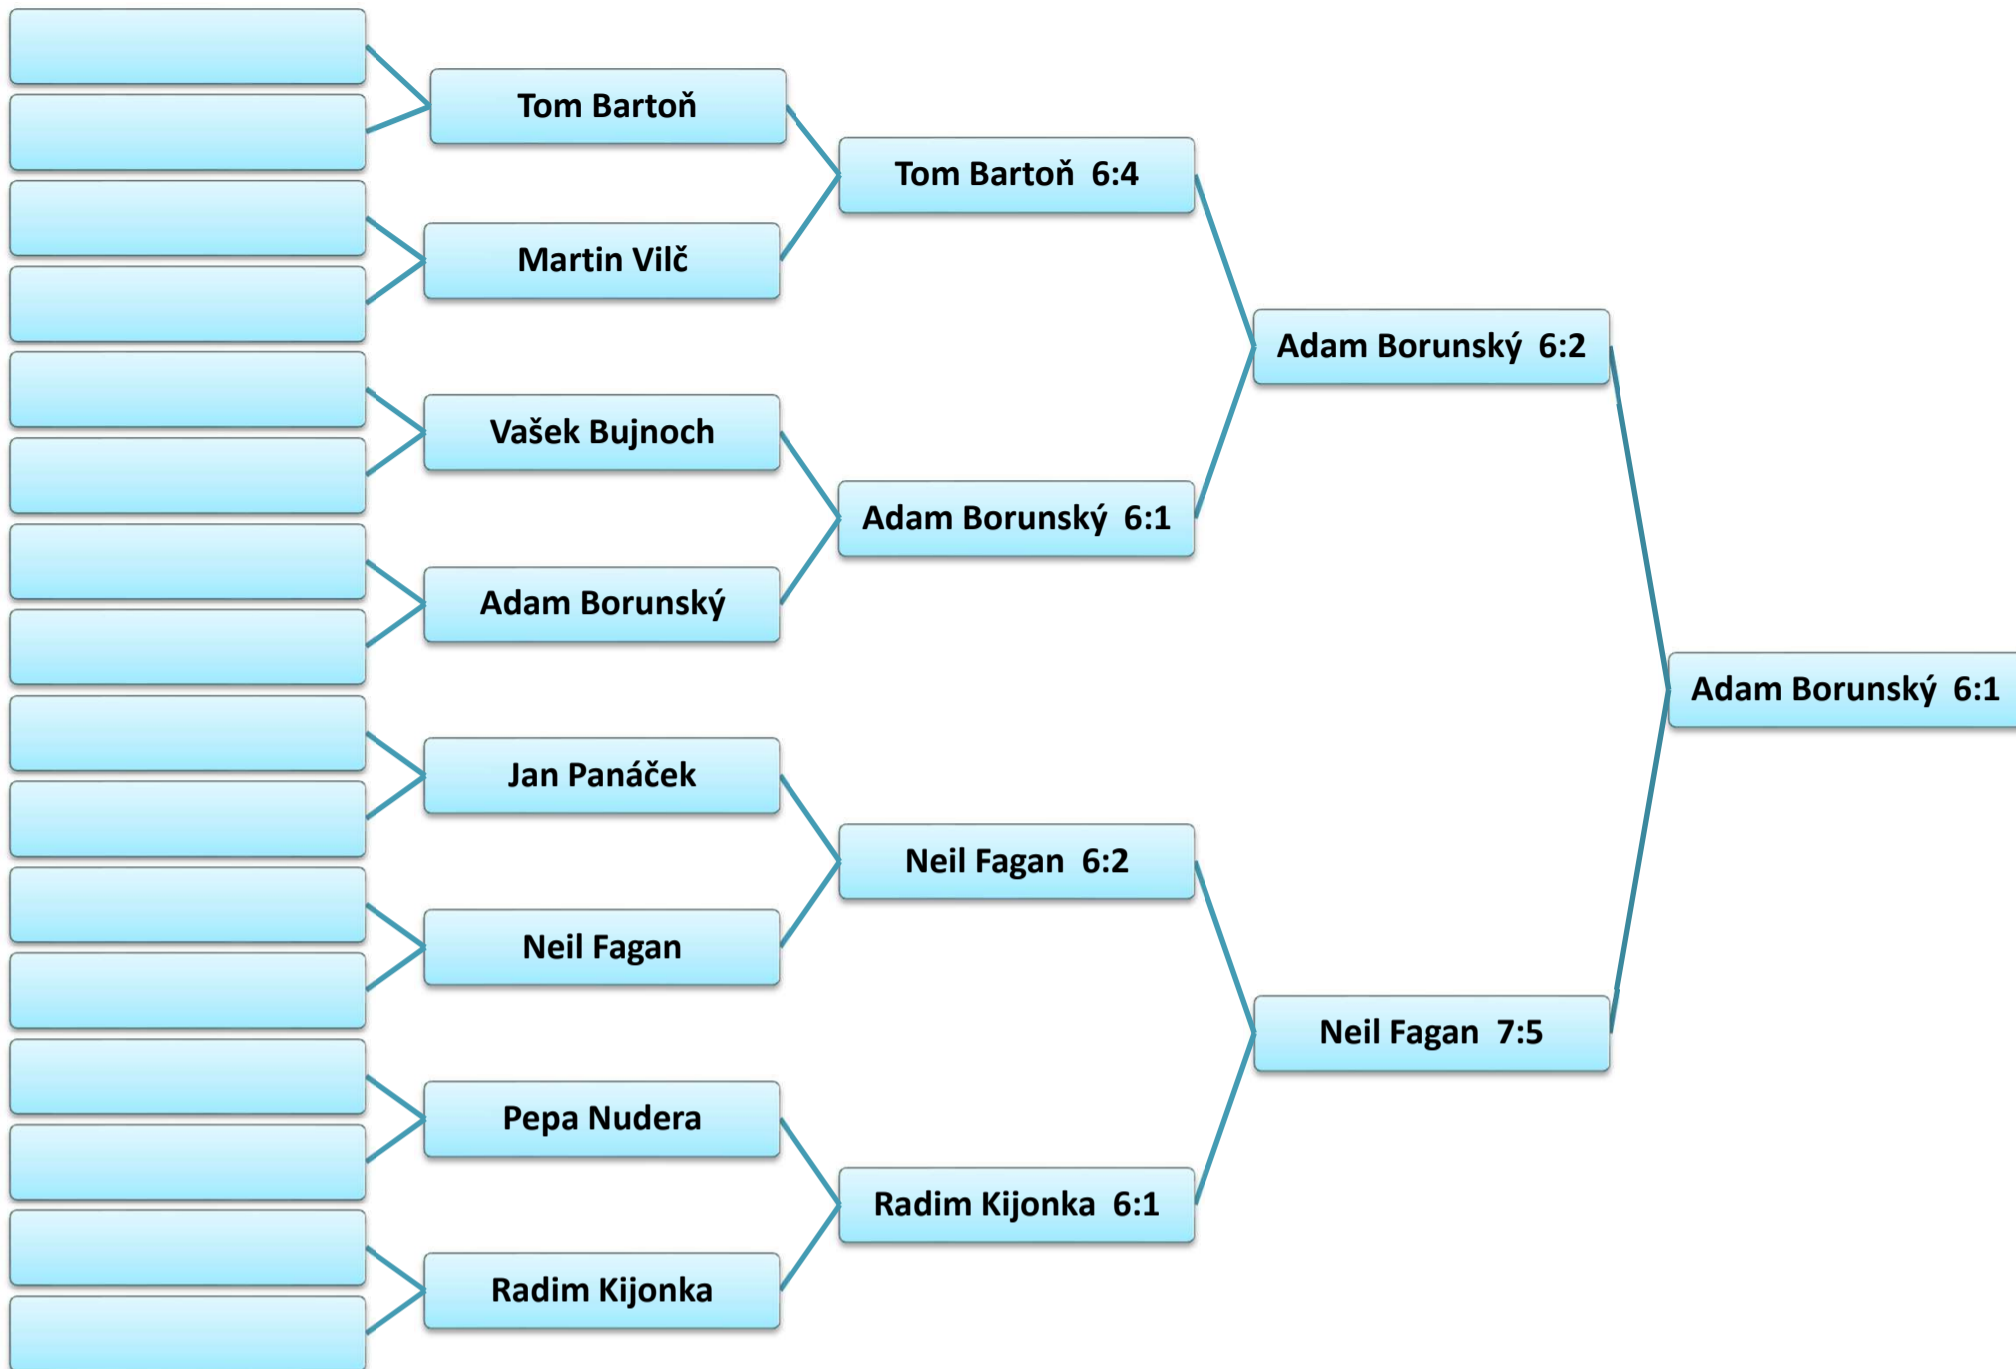 Tom Bartoň
Martin Vilč
Vašek Bujnoch
Adam Borunský
Jan Panáček
Neil Fagan
Pepa Nudera
Radim Kijonka
Tom Bartoň 6:4
Adam Borunský 6:1
Neil Fagan 6:2
Radim Kijonka 6:1
Adam Borunský 6:2
Neil Fagan 7:5
Adam Borunský 6:1